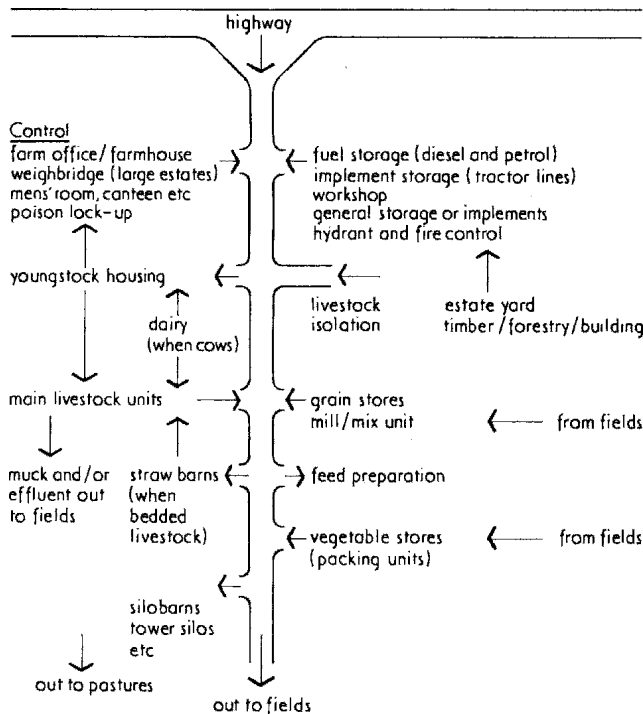 highway
Control
farm office/farmhouse
weighbridge (large estates)
mens' room, canteen etc
poison lock-up
fuel storage (diesel and petrol)
implement storage (tractor lines)
workshop
general storage or implements
hydrant and fire control
youngstock housing
livestock
isolation
estate yard
timber/forestry/building
dairy
(when cows)
main livestock units
grain stores
mill/mix unit
from fields
muck and/or
effluent out
to fields
straw barns
(when
bedded
livestock)
feed preparation
vegetable stores
(packing units)
from fields
silobarns
tower silos
etc
out to pastures
out to fields